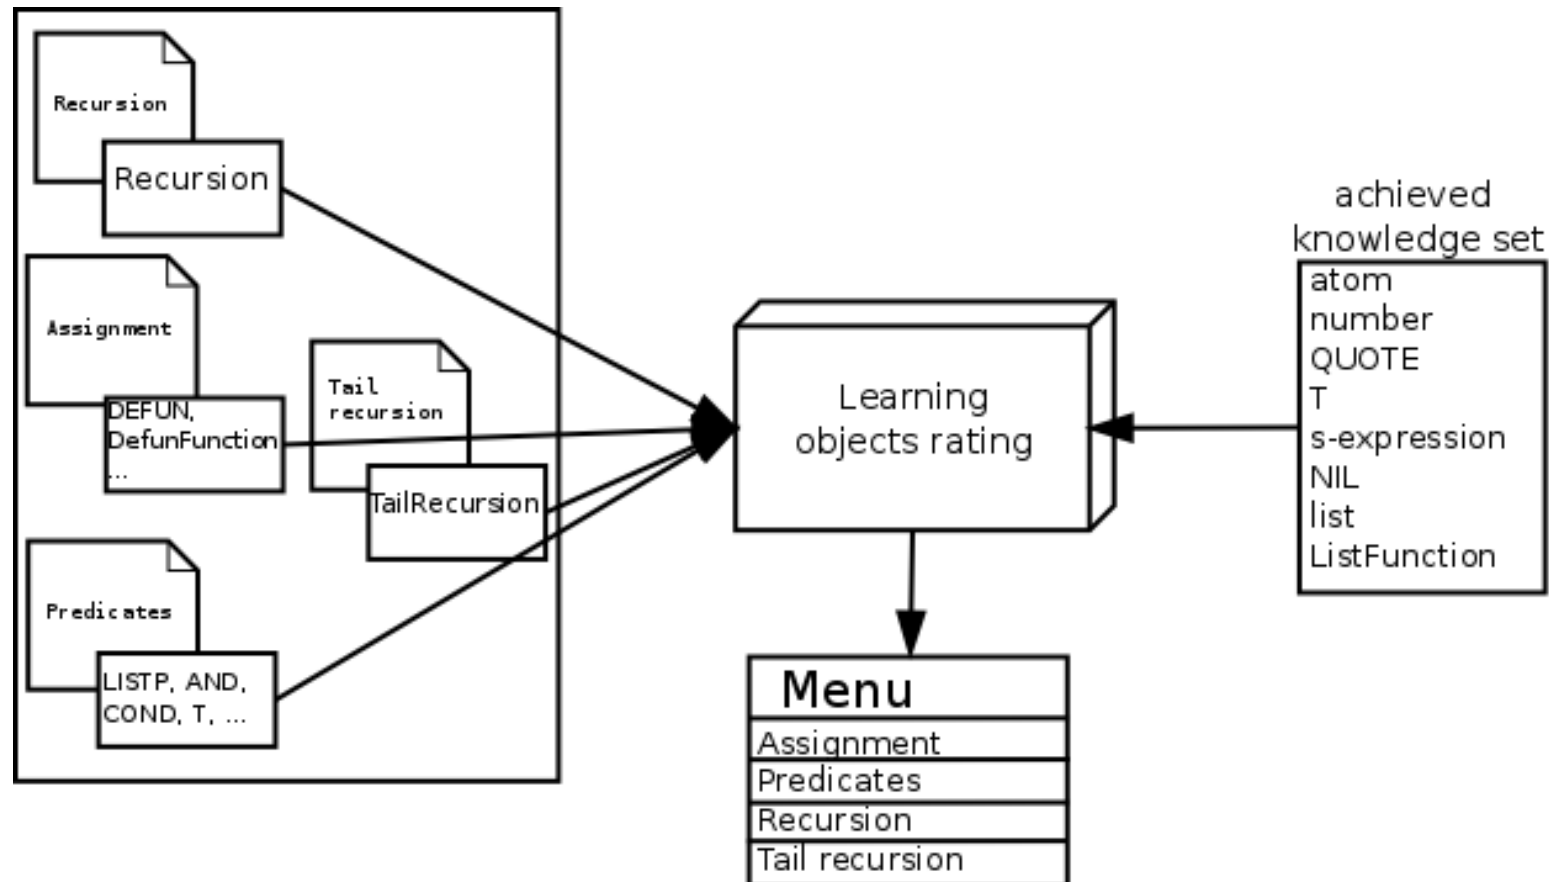 Recursion
Recursion
Assignment
DEFUN,
DefunFunction
...
Tail
recursion
TailRecursion
Predicates
LISTP, AND,
COND, T, ...
Learning
objects rating
achieved
knowledge set
atom
number
QUOTE
T
s-expression
NIL
list
ListFunction
Menu
Assignment
Predicates
Recursion
Tail recursion